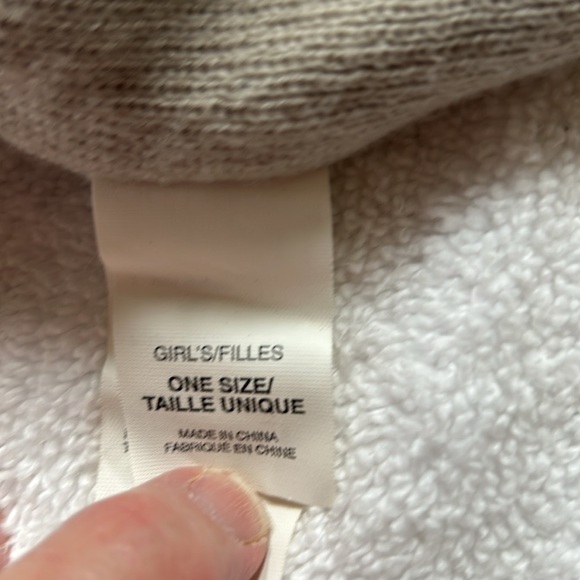 GIRL'S/FILLES
ONE SIZE/
TAILLE UNIQUE
MADE IN CHINA
FABRIQUÉ EN CHINE